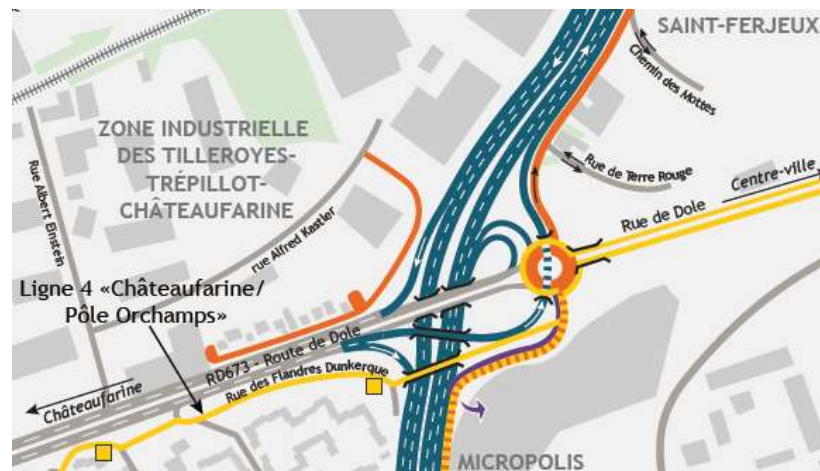 SAINT-FERJEUX
Chemin des Mottes
ZONE INDUSTRIELLE
DES TILLEROYES-
TRÉPILLOT-
CHÂTEAUFARINE
Rue Albert Einstein
rue Alfred Kastler
Rue de Terre Rouge
Centre-ville
Rue de Dole
Ligne 4 «Châteaufarine/
Pôle Orchamps»
RD673 - Route de Dole
Rue des Flandres Dunkerque
Châteaufarine
MICROPOLIS